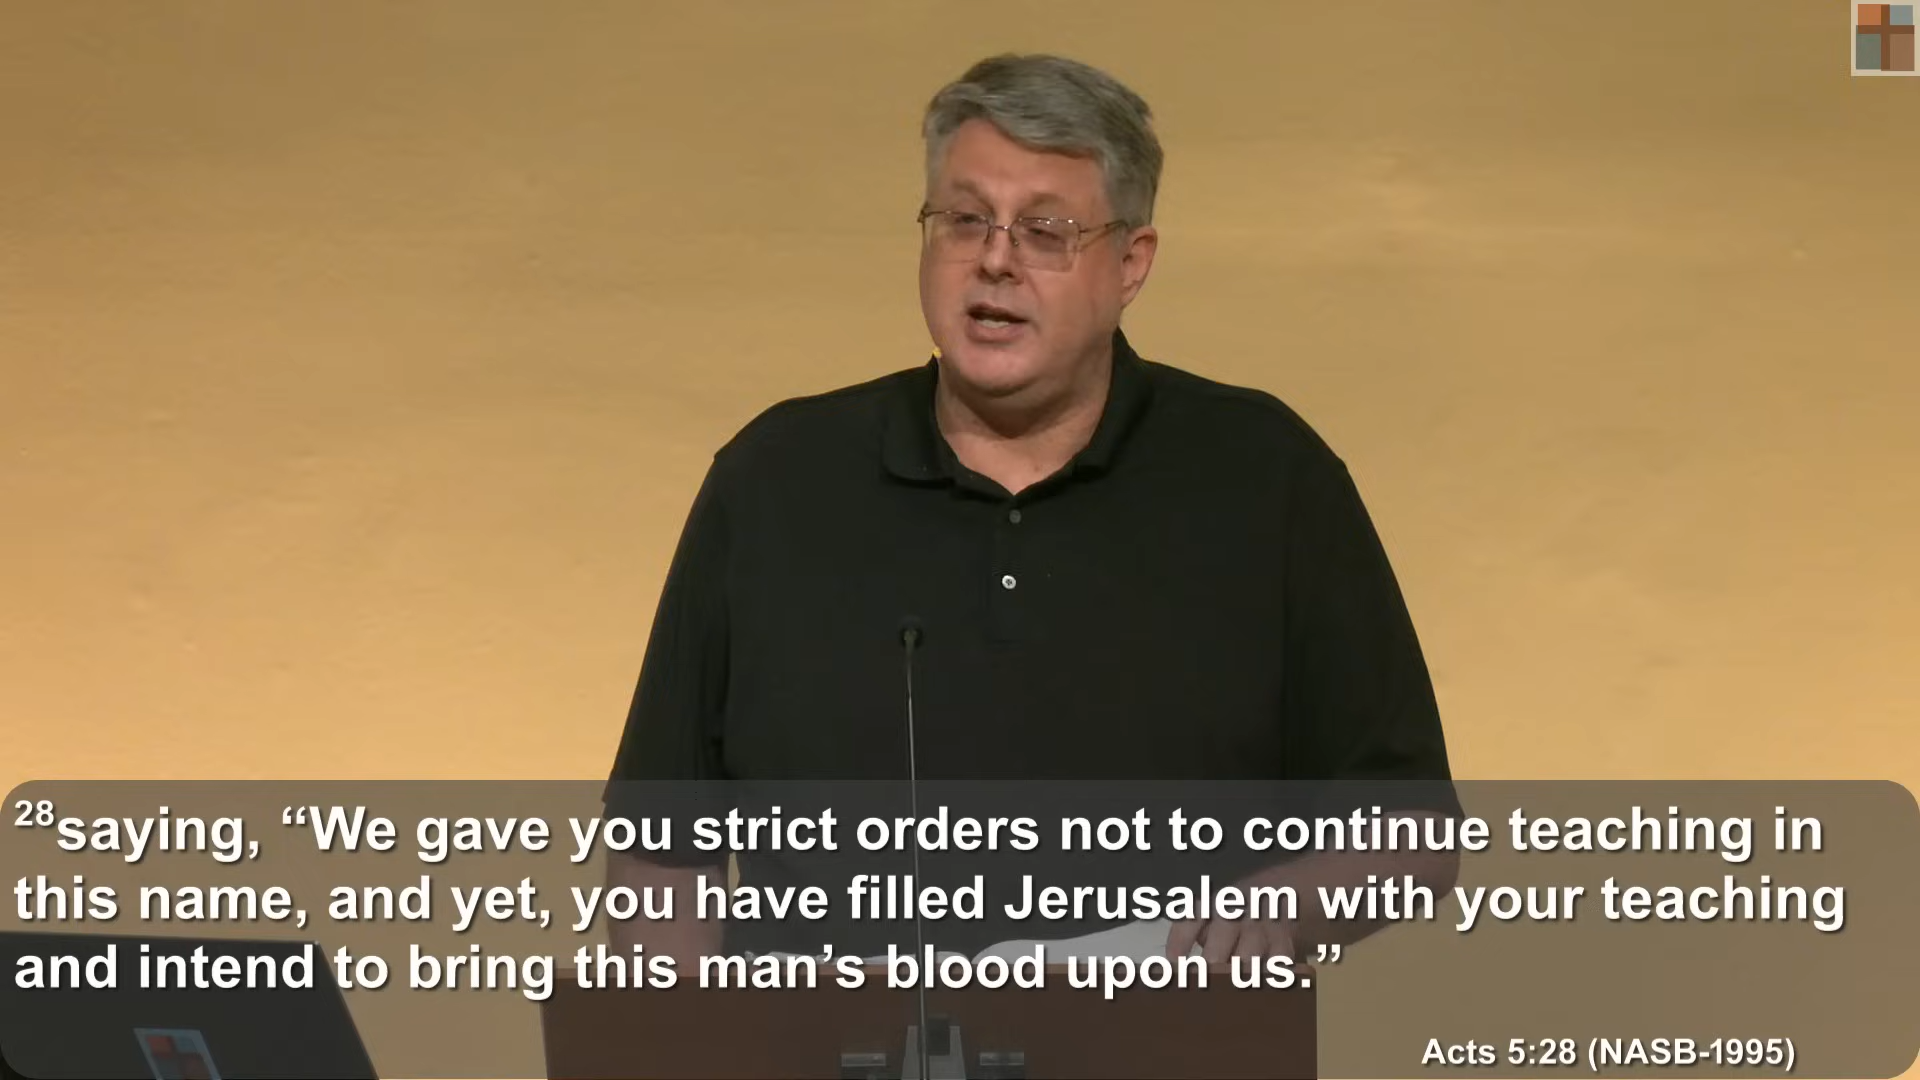 28saying, “We gave you strict orders not to continue teaching in
this name, and yet, you have filled Jerusalem with your teaching
and intend to bring this man’s blood upon us.”
Acts 5:28 (NASB-1995)